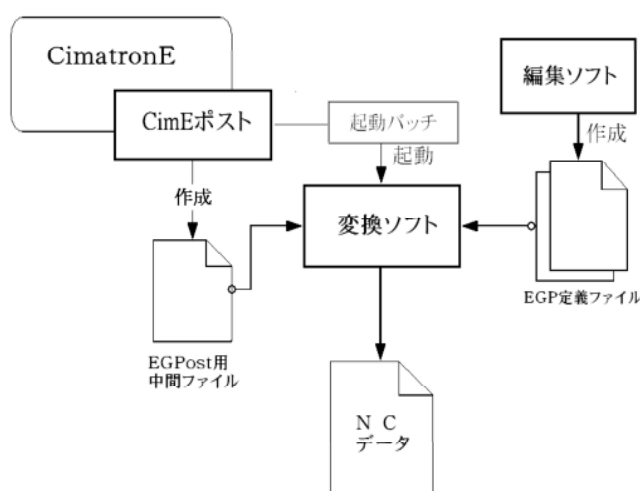 CimatronE
CimEポスト
起動バッチ
編集ソフト
起動
作成
作成
変換ソフト
EGPost用
中間ファイル
EGP定義ファイル
N C
データ